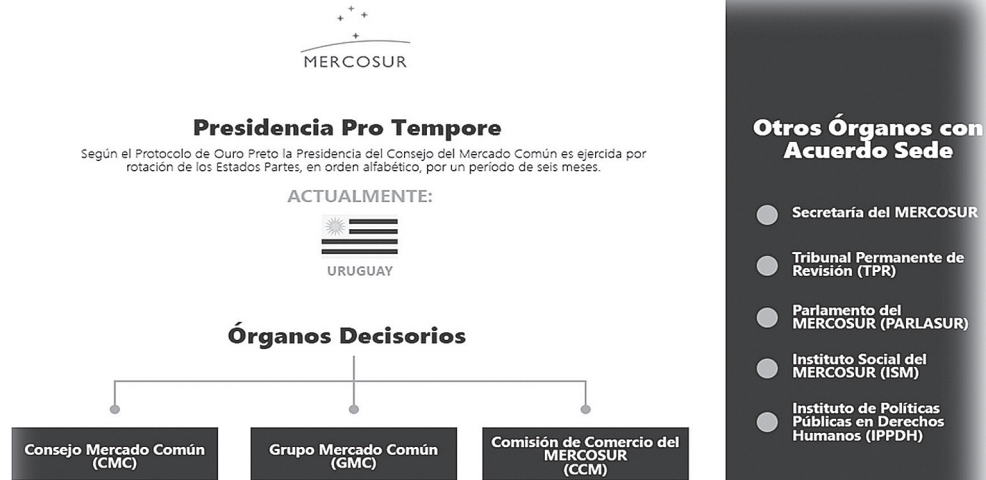 MERCOSUR
Presidencia Pro Tempore
Según el Protocolo de Ouro Preto la Presidencia del Consejo del Mercado Común es ejercida por
rotación de los Estados Partes, en orden alfabético, por un período de seis meses.
ACTUALMENTE:
URUGUAY
Órganos Decisorios
Consejo Mercado Común
(CMC)
Grupo Mercado Común
(GMC)
Comisión de Comercio del
MERCOSUR
(CCM)
Otros Órganos con
Acuerdo Sede
Secretaría del MERCOSUR
Tribunal Permanente de
Revisión (TPR)
Parlamento del
MERCOSUR (PARLASUR)
Instituto Social del
MERCOSUR (ISM)
Instituto de Políticas
Públicas en Derechos
Humanos (IPPDH)